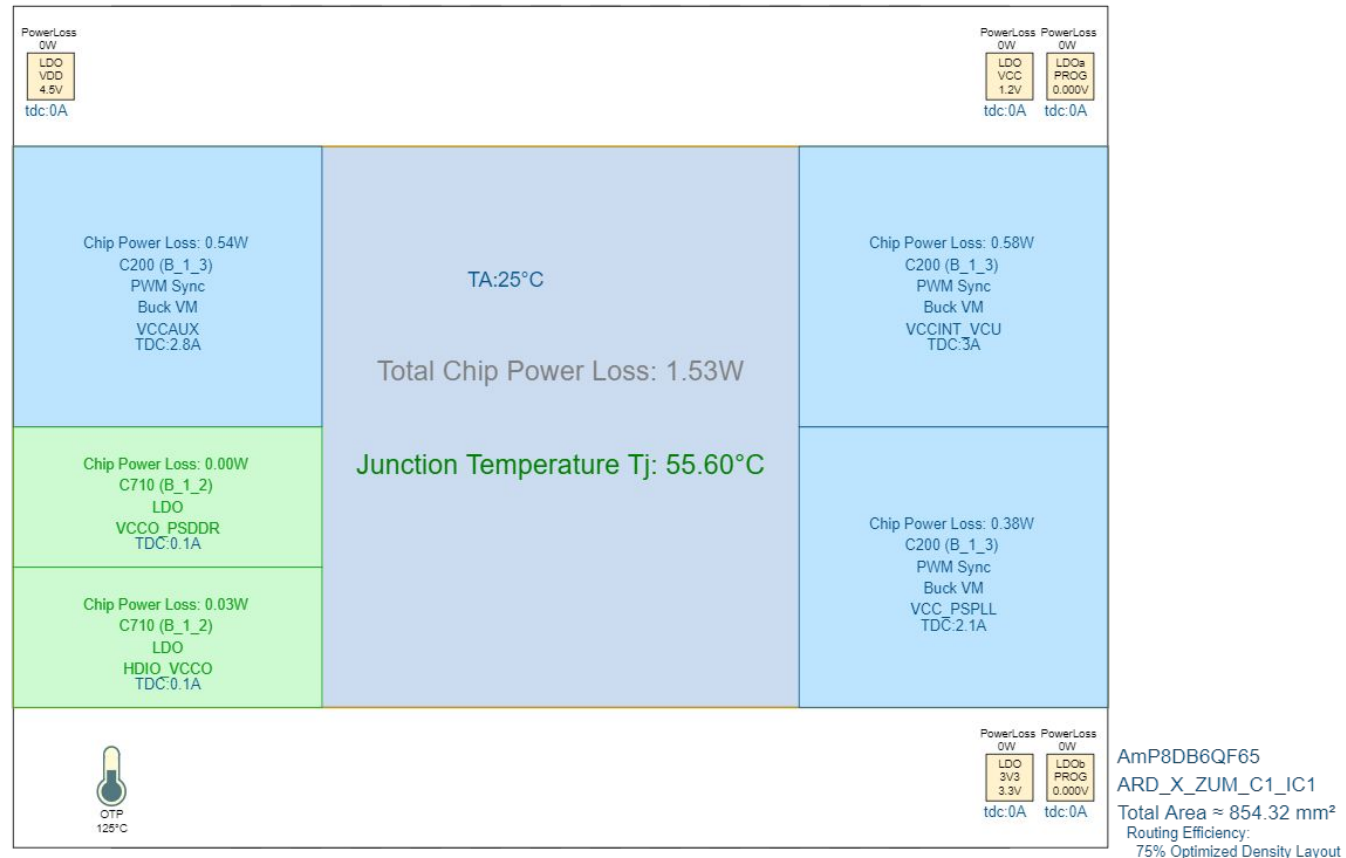 PowerLoss
0W
LDO
VDD
4.5V
tdc:0A
PowerLoss PowerLoss
0W 0W
LDO LDOa
VCC PROG
1.2V 0.000V
tdc:0A tdc:0A
Chip Power Loss: 0.54W
C200 (B_1_3)
PWM Sync
Buck VM
VCCAUX
TDC:2.8A
TA:25°C
Total Chip Power Loss: 1.53W
Junction Temperature Tj: 55.60°C
Chip Power Loss: 0.58W
C200 (B_1_3)
PWM Sync
Buck VM
VCCINT_VCU
TDC:3A
Chip Power Loss: 0.00W
C710 (B_1_2)
LDO
VCCO_PSDDR
TDC:0.1A
Chip Power Loss: 0.03W
C710 (B_1_2)
LDO
HDIO_VCCO
TDC:0.1A
Chip Power Loss: 0.38W
C200 (B_1_3)
PWM Sync
Buck VM
VCC_PSPLL
TDC:2.1A
OTP
125°C
PowerLoss PowerLoss
0W 0W
LDO LDOb
3V3 PROG
3.3V 0.000V
tdc:0A tdc:0A
AmP8DB6QF65
ARD_X_ZUM_C1_IC1
Total Area ≈ 854.32 mm²
Routing Efficiency:
75% Optimized Density Layout